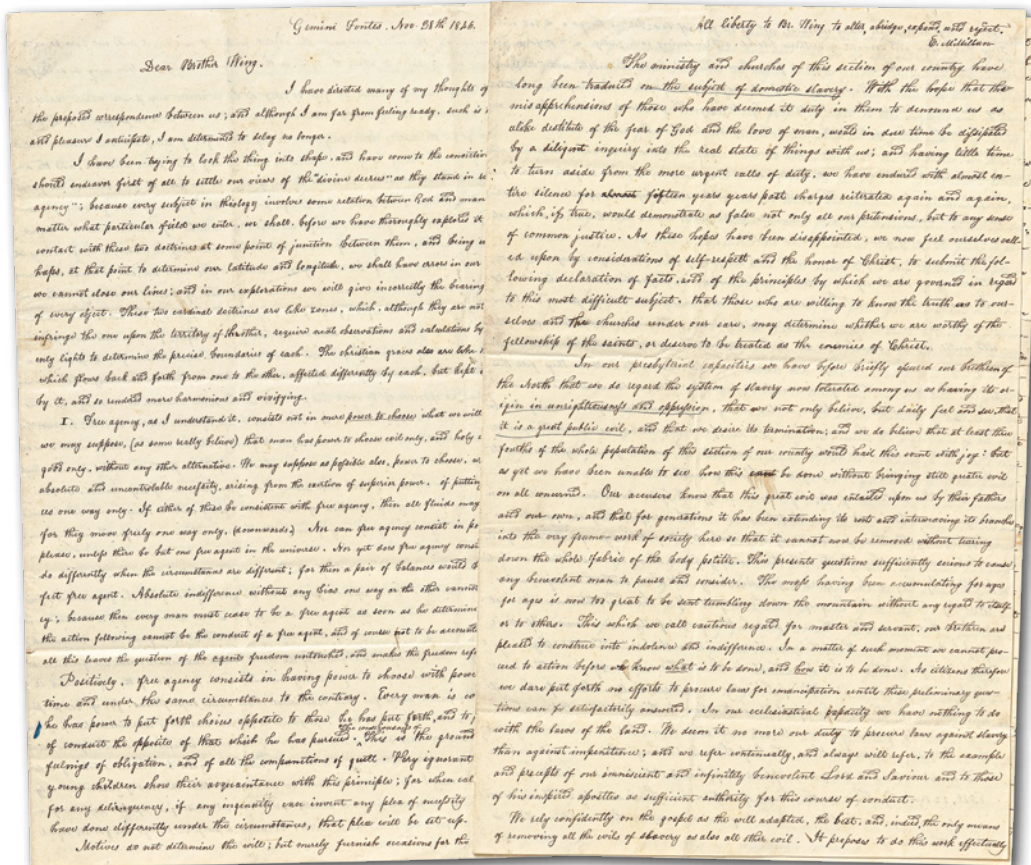 Gemini Fontes. Nov. 28th 1846.
Dear Brother Wing.
I have directed many of my thoughts
the proposed correspondence between us; and although I am far from feeling ready, such is
and pleasure I anticipate, I am determined to delay no longer.
I have been trying to lock this thing into shape, and have come to the conviction
should endeavor first of all to settle our views of the "divine decrees" as they stand in
agency"; because every subject in theology involves some relation between God and man
matter what particular field we enter, we shall, before we have thoroughly explored it
contact with these two doctrines at some point of junction between them, and being
haps, at that point to determine our latitude and longitude, we shall have errors in our
we cannot close our lines; and in our explorations we will give incorrectly the bearing
of every object. These two cardinal doctrines are like zones, which, although they are not
infringe the one upon the territory of th'other, require neat observations and calculations by
only lights to determine the precise boundaries of each. The christian graces also are like
which flows back and forth from one to the other, affected differently by each, but kept
by it, and so rendered more harmonious and vivifying.
I. Free agency, as I understand it, consists not in mere power to choose what we will
we may suppose, (as some really believe) that man has power to choose evil only, and holy
good only, without any other alternative. We may suppose as possible also, power to choose,
absolute and uncontrolable necessity, arising from the exertion of superior power, of putting
es one way only. If either of these be consistent with free agency, then all fluids may
for they move freely one way only, (downwards.) Nor can free agency consist in
please, unless there be but one free agent in the universe. Nor yet does free agency
do differently when the circumstances are different; for then a pair of balances would
fect free agent. Absolute indifference without any bias one way or the other cannot
cy; because then every man must cease to be a free agent as soon as he determines
the action following cannot be the conduct of a free agent, and of course not to be
all this leaves the question of the agents freedom untouched, and makes the freedom
Positively. Free agency consists in having power to choose with power
time and under the same circumstances to the contrary. Every man is
he has power to put forth choices opposite to those he has put forth, and to
of conduct the opposite of that which he has pursued. This is the ground
feelings of obligation, and of all the compunctions of guilt. Very ignorant
young children show their acquaintance with this principle; for when
for any delinquency, if any ingenuity can invent any plea of necessity
have done differently under the circumstances, that plea will be set up.
Motives do not determine the will; but merely furnish occasions for the
All liberty to Br. Wing to alter, abridge, expand, and reject.
The ministry and churches of this section of our country have
long been traduced on the subject of domestic slavery. With the hope that the
misapprehensions of those who have deemed it duty in them to denounce us as
alike destitute of the fear of God and the love of man, would in due time be dissipated
by a diligent inquiry into the real state of things with us; and having little time
to turn aside from the more urgent calls of duty, we have endured with almost en-
tire silence for almost fifteen years years past charges reiterated again and again,
which, if true, would demonstrate as false not only all our pretensions, but to any sense
of common justice. As these hopes have been disappointed, we now feel ourselves call-
ed upon by considerations of self-respect and the honor of Christ, to submit the fol-
lowing declaration of facts, and of the principles by which we are governed in regard
to this most difficult subject, that those who are willing to know the truth as to our-
selves and the churches under our care, may determine whether we are worthy of the
fellowship of the saints, or deserve to be treated as the enemies of Christ.
In our presbyterial capacities we have before briefly assured our brethren of
the North that we do regard the system of slavery now tolerated among us as having its or-
igin in unrighteousness and oppression, that we not only believe, but daily feel and see, that
it is a great public evil, and that we desire its termination; and we do believe that at least three
fourths of the whole population of this section of our country would hail this event with joy: but
as yet we have been unable to see how this can be done without bringing still greater evil
on all concerned. Our accusers know that this great evil was entailed upon us by their fathers
and our own, and that for generations it has been extending its roots and interweaving its branches
into the very frame-word of society here so that it cannot now be removed without tearing
down the whole fabric of the body politic. This presents questions sufficiently serious to cause
any benevolent man to pause and consider. The mass having been accumulating for ages
for ages is now too great to be sent tumbling down the mountain without any regard to itself
or to others. This which we call cautious regard for master and servant, our brethren are
pleased to construe into indolence and indifference. In a matter of such moment we cannot pro-
ceed to action before we know what is to be done, and how it is to be done. As citizens therefore
we dare put forth no efforts to procure laws for emancipation until these preliminary ques-
tions can be satisfactorily answered. In our ecclesiastical capacity we have nothing to do
with the laws of the land. We deem it no more our duty to procure laws against slavery
than against impenitence; and we refer continually, and always will refer, to the example
and precepts of our omniscient and infinitely benevolent Lord and Saviour and to those
of his inspired apostles as sufficient authority for this course of conduct.
We rely confidently on the gospel as the well adapted, the best, and, indeed, the only means
of removing all the evils of slavery as also all other evil. It proposes to do this work effectually